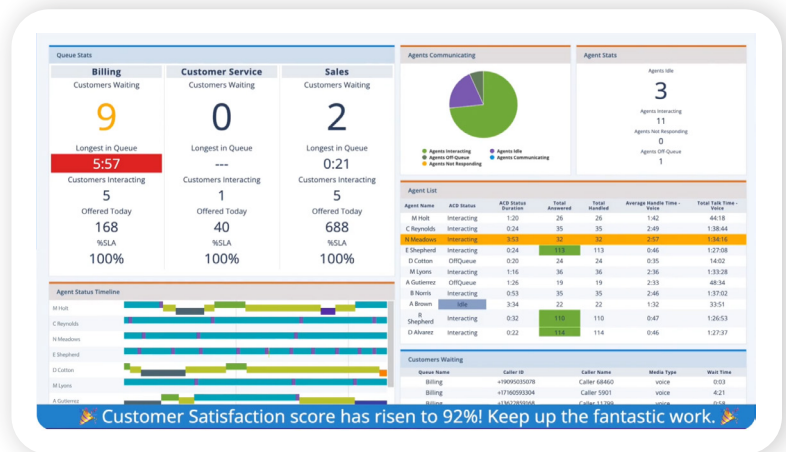 Queue Stats
Billing
Customers Waiting
9
Longest in Queue
5:57
Customers Interacting
5
Offered Today
168
%SLA
100%
Customer Service
Customers Waiting
0
Longest in Queue
---
Customers Interacting
1
Offered Today
40
%SLA
100%
Sales
Customers Waiting
2
Longest in Queue
0:21
Customers Interacting
5
Offered Today
688
%SLA
100%
Agents Communicating
Agents Interacting
Agents Idle
Agents Off-Queue
Agents Communicating
Agents Not Responding
Agent Stats
Agents Idle
3
Agents Interacting
11
Agents Not Responding
0
Agents Off Queue
1
Agent List
Agent Name ACD Status ACD Status Duration Total Answered Total Handled Average Handle Time - Voice Total Talk Time - Voice
M Holt Interacting 1:20 26 26 1:42 44:18
C Reynolds Interacting 0:24 35 35 2:49 1:38:44
N Meadows Interacting 3:53 32 32 2:57 1:34:16
E Shepherd Interacting 0:24 113 113 0:46 1:27:08
D Cotton OffQueue 0:20 24 24 0:35 14:02
M Lyons Interacting 1:16 36 36 2:36 1:33:28
A Gutierrez OffQueue 1:26 19 19 2:33 48:34
B Norris Interacting 0:53 35 35 2:46 1:37:02
A Brown Idle 3:34 22 22 1:32 33:51
B Shepherd Interacting 0:32 110 110 0:47 1:26:53
D Alvarez Interacting 0:22 114 114 0:46 1:27:37
Agent Status Timeline
M Holt
C Reynolds
N Meadows
E Shepherd
D Cotton
M Lyons
A Gutierrez
Customers Waiting
Queue Name Caller ID Caller Name Media Type Wait Time
Billing +19095035078 Caller 68460 voice 0:03
Billing +17160593304 Caller 5901 voice 4:21
Billing Caller 11799 voice 0:58
🎉 Customer Satisfaction score has risen to 92%! Keep up the fantastic work. 🎉